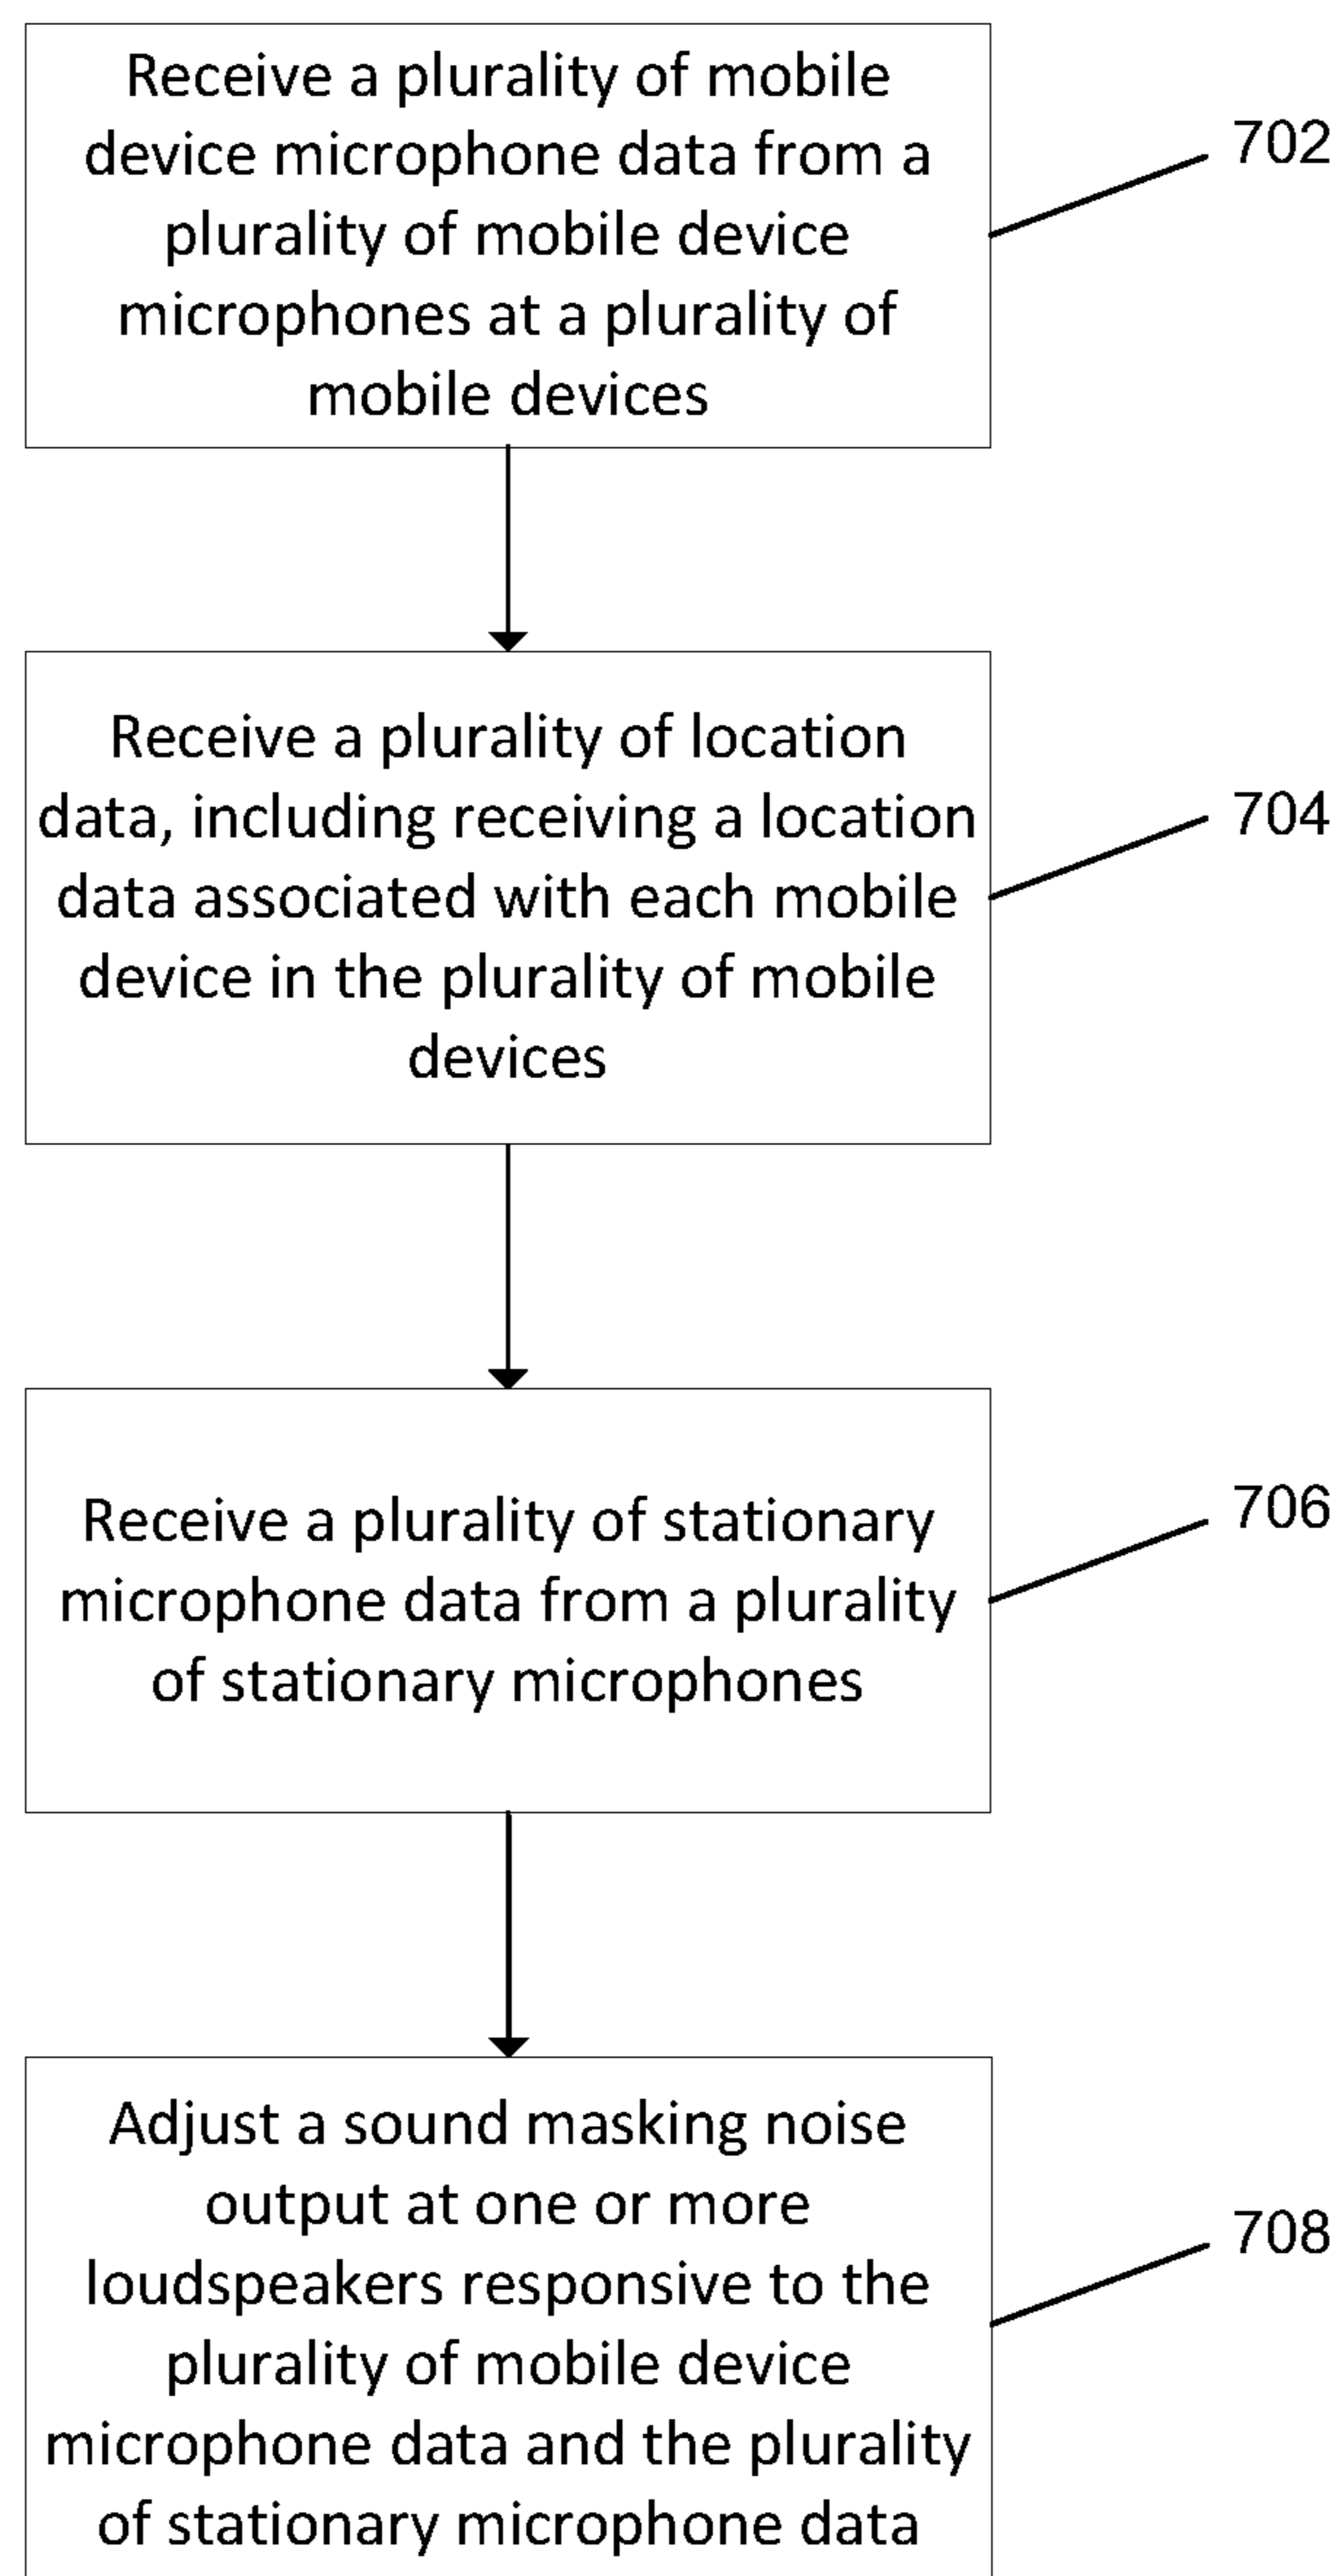 Receive a plurality of mobile
device microphone data from a
plurality of mobile device
microphones at a plurality of
mobile devices
702
Receive a plurality of location
data, including receiving a location
data associated with each mobile
device in the plurality of mobile
devices
704
Receive a plurality of stationary
microphone data from a plurality
of stationary microphones
706
Adjust a sound masking noise
output at one or more
loudspeakers responsive to the
plurality of mobile device
microphone data and the plurality
of stationary microphone data
708